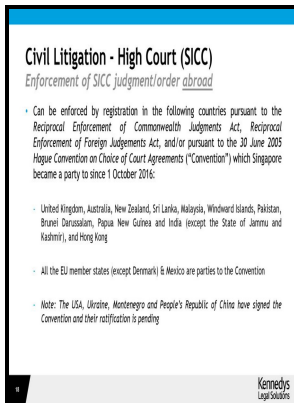 Civil Litigation - High Court (SICC)
Enforcement of SICC judgment/order abroad
• Can be enforced by registration in the following countries pursuant to the
Reciprocal Enforcement of Commonwealth Judgments Act, Reciprocal
Enforcement of Foreign Judgements Act, and/or pursuant to the 30 June 2005
Hague Convention on Choice of Court Agreements (“Convention”) which Singapore
became a party to since 1 October 2016:
- United Kingdom, Australia, New Zealand, Sri Lanka, Malaysia, Windward Islands, Pakistan,
Brunei Darussalam, Papua New Guinea and India (except the State of Jammu and
Kashmir), and Hong Kong
- All the EU member states (except Denmark) & Mexico are parties to the Convention
- Note: The USA, Ukraine, Montenegro and People's Republic of China have signed the
Convention and their ratification is pending
Kennedys
Legal Solutions